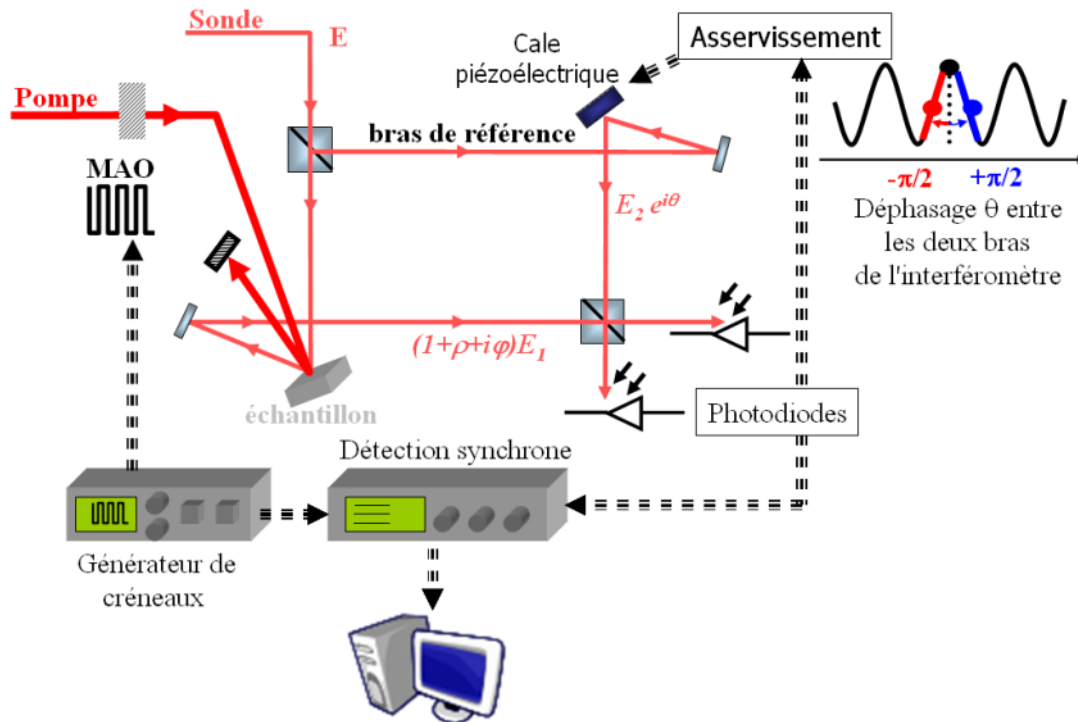 Sonde
E
Cale
piézoélectrique
Asservissement
Pompe
bras de référence
MAO
E₂ e^{iθ}
-π/2 +π/2
Déphasage θ entre
les deux bras
de l'interféromètre
(1+ρ+iφ)E₁
échantillon
Photodiodes
Détection synchrone
Générateur de
créneaux